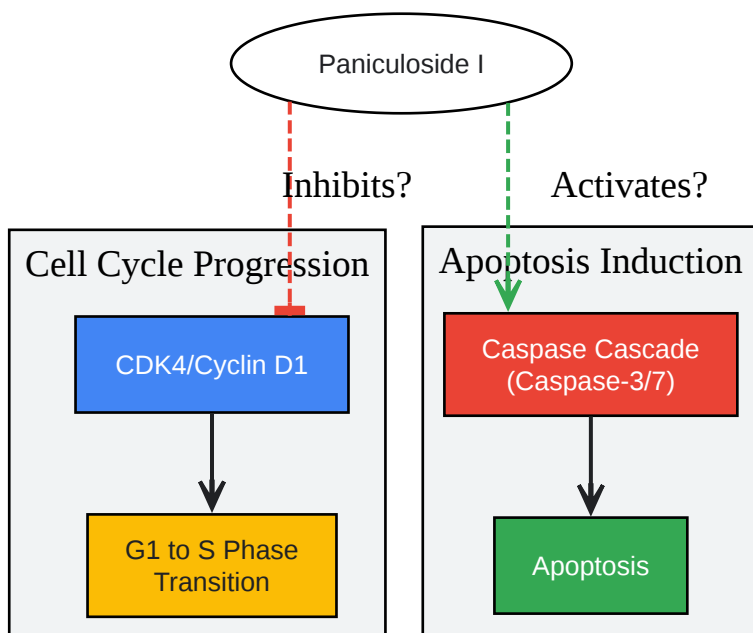 Paniculoside I
Inhibits?
Activates?
Cell Cycle Progression
Apoptosis Induction
CDK4/Cyclin D1
Caspase Cascade
(Caspase-3/7)
G1 to S Phase
Transition
Apoptosis